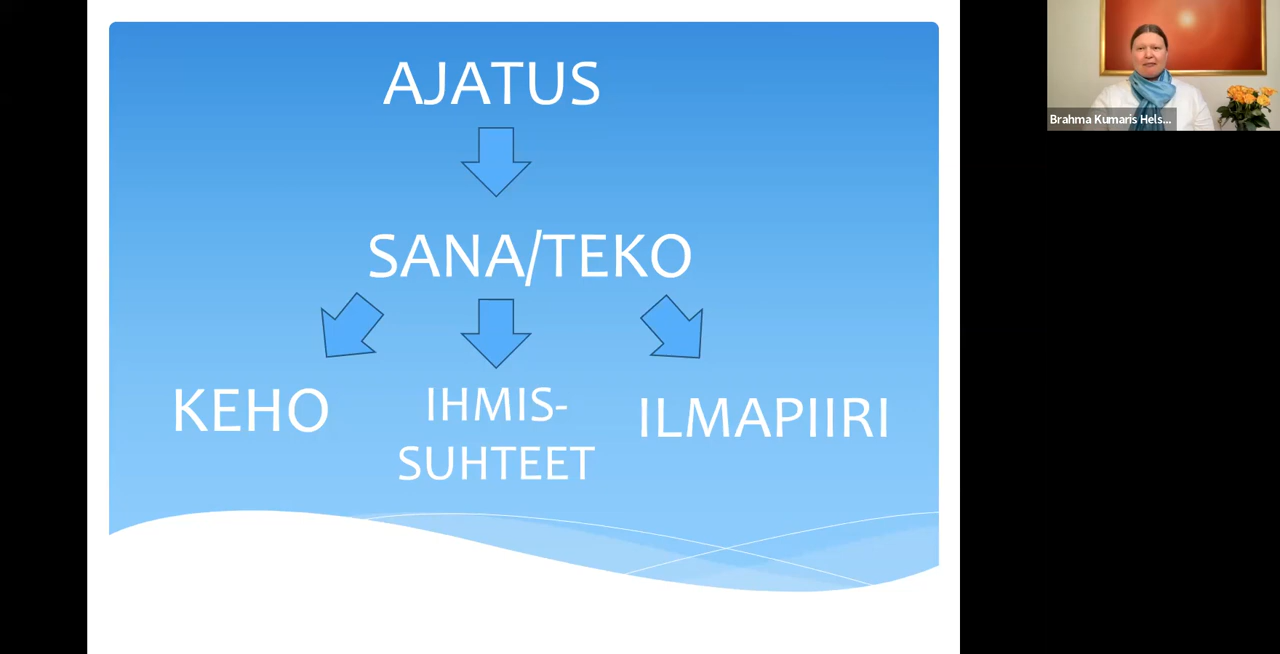 AJATUS
SANA/TEKO
KEHO
IHMIS-
SUHTEET
ILMAPIIRI
Brahma Kumaris Hels...